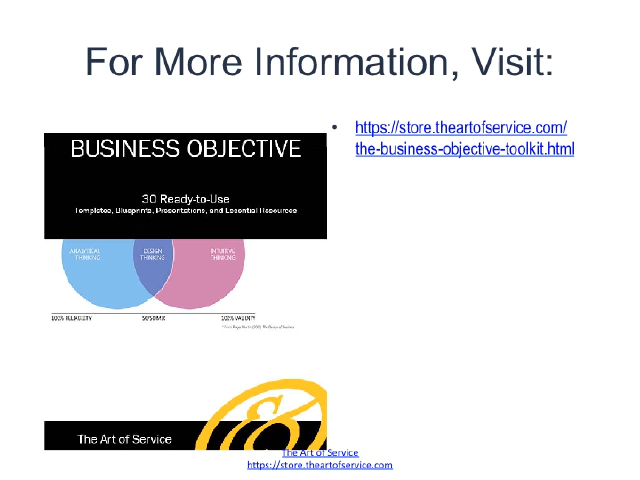 For More Information, Visit:
• https://store.theartofservice.com/
the-business-objective-toolkit.html
BUSINESS OBJECTIVE
30 Ready-to-Use
Templates, Blueprints, Presentations, and Essential Resources
ANALYTICAL THINKING
DESIGN THINKING
INTUITIVE THINKING
100% RELIABILITY 50/50 MIX 100% VALIDITY
The Art of Service
The Art of Service
https://store.theartofservice.com